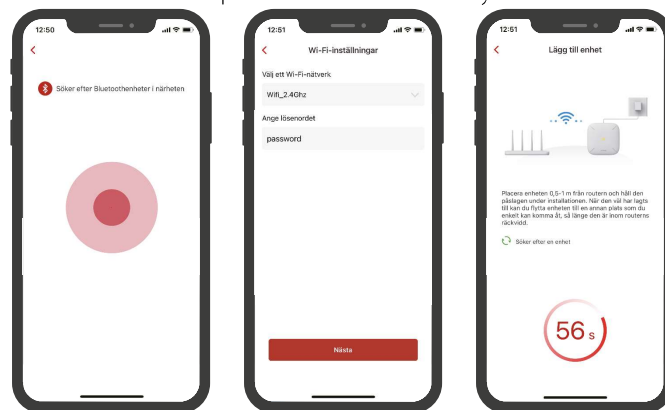 12:50
Söker efter Bluetoothenheter i närheten
12:51
Wi-Fi-inställningar
Välj ett Wi-Fi-nätverk
Wifi_2.4Ghz
Ange lösenordet
password
Nästa
12:51
Lägg till enhet
Placera enheten 0,5-1 m från routern och håll den
påslagen under installationen. När den väl har lagts
till kan du flytta enheten till en annan plats som du
enkelt kan komma åt, så länge den är inom routerns
räckvidd.
Söker efter en enhet
56 s